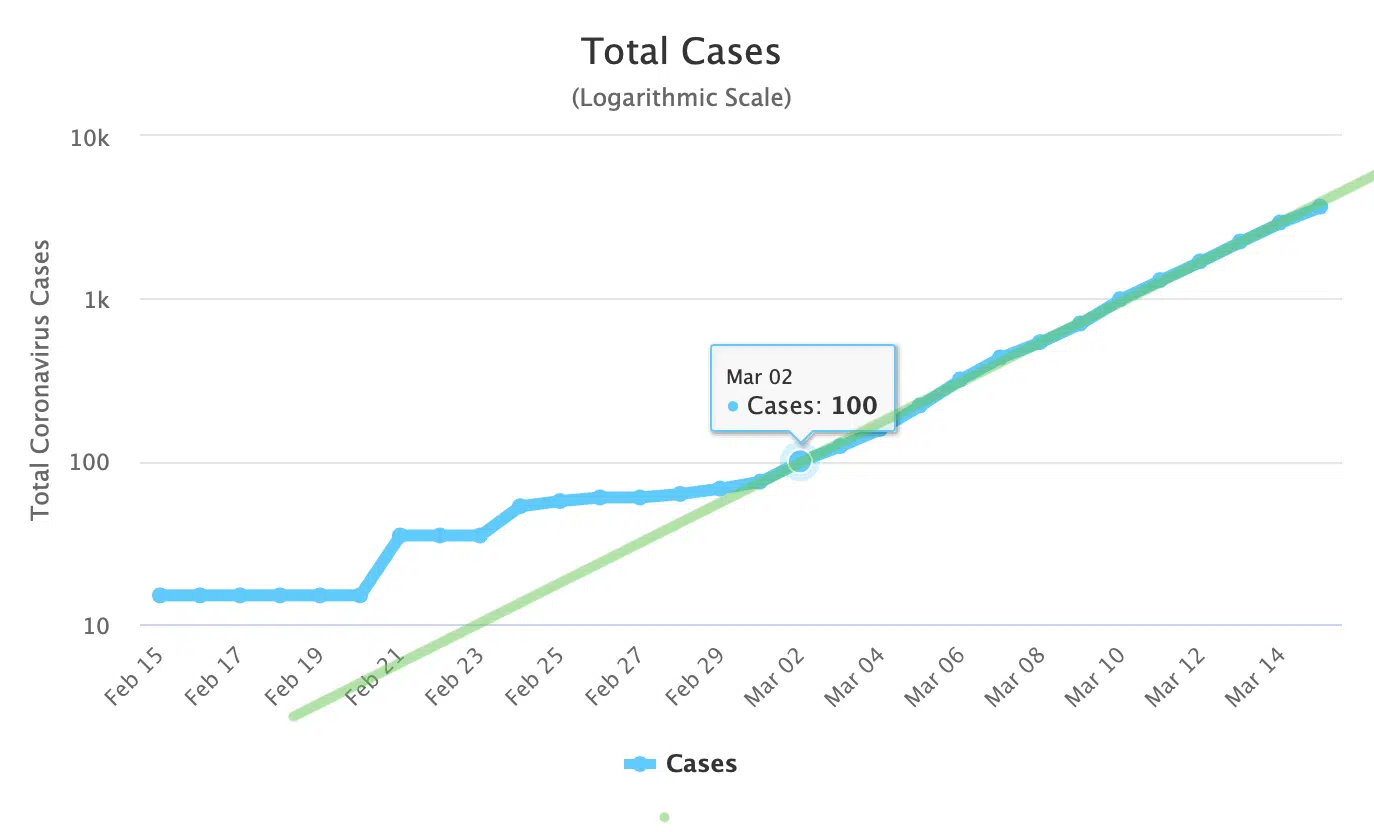 Total Cases
(Logarithmic Scale)
Total Coronavirus Cases
10k
1k
100
10
Mar 02
Cases: 100
Feb 15
Feb 17
Feb 19
Feb 21
Feb 23
Feb 25
Feb 27
Feb 29
Mar 02
Mar 04
Mar 06
Mar 08
Mar 10
Mar 12
Mar 14
Cases